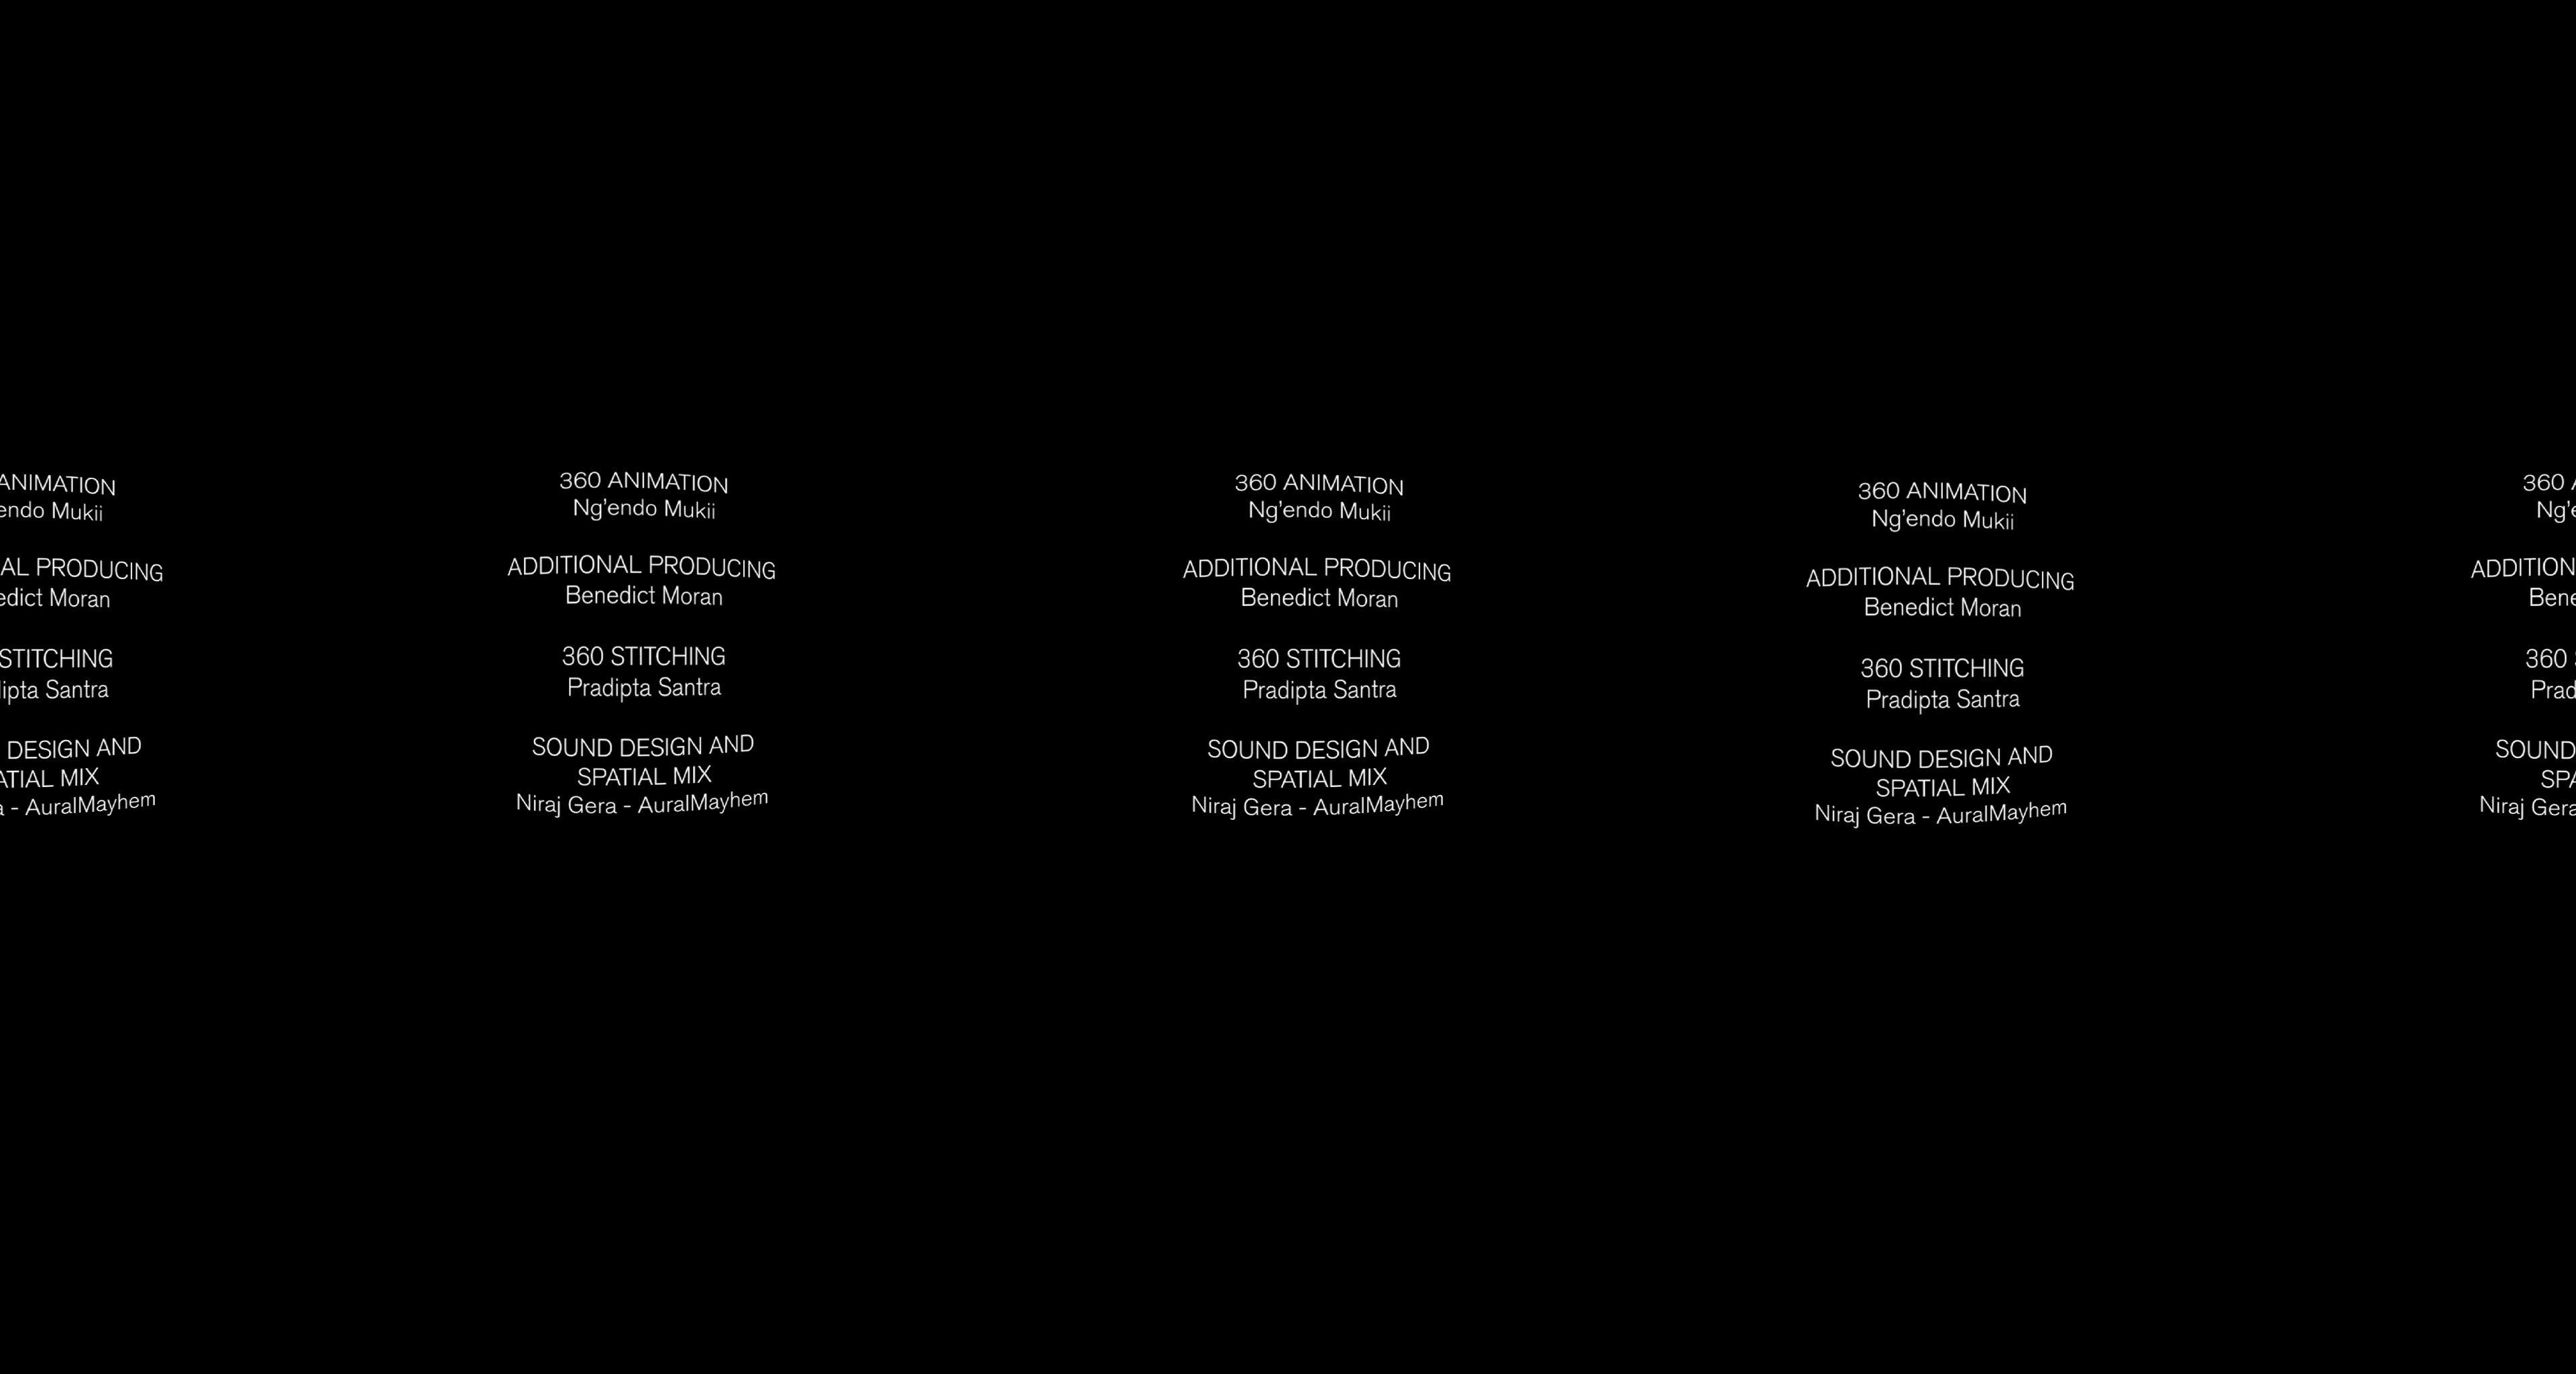 ANIMATION
endo Mukii
AL PRODUCING
edict Moran
STITCHING
ipta Santra
DESIGN AND
ATIAL MIX
a - AuralMayhem
360 ANIMATION
Ng'endo Mukii
ADDITIONAL PRODUCING
Benedict Moran
360 STITCHING
Pradipta Santra
SOUND DESIGN AND
SPATIAL MIX
Niraj Gera - AuralMayhem
360 ANIMATION
Ng'endo Mukii
ADDITIONAL PRODUCING
Benedict Moran
360 STITCHING
Pradipta Santra
SOUND DESIGN AND
SPATIAL MIX
Niraj Gera - AuralMayhem
360 ANIMATION
Ng'endo Mukii
ADDITIONAL PRODUCING
Benedict Moran
360 STITCHING
Pradipta Santra
SOUND DESIGN AND
SPATIAL MIX
Niraj Gera - AuralMayhem
360
Ng'e
ADDITION
Bene
360
Prad
SOUND
SPA
Niraj Gera